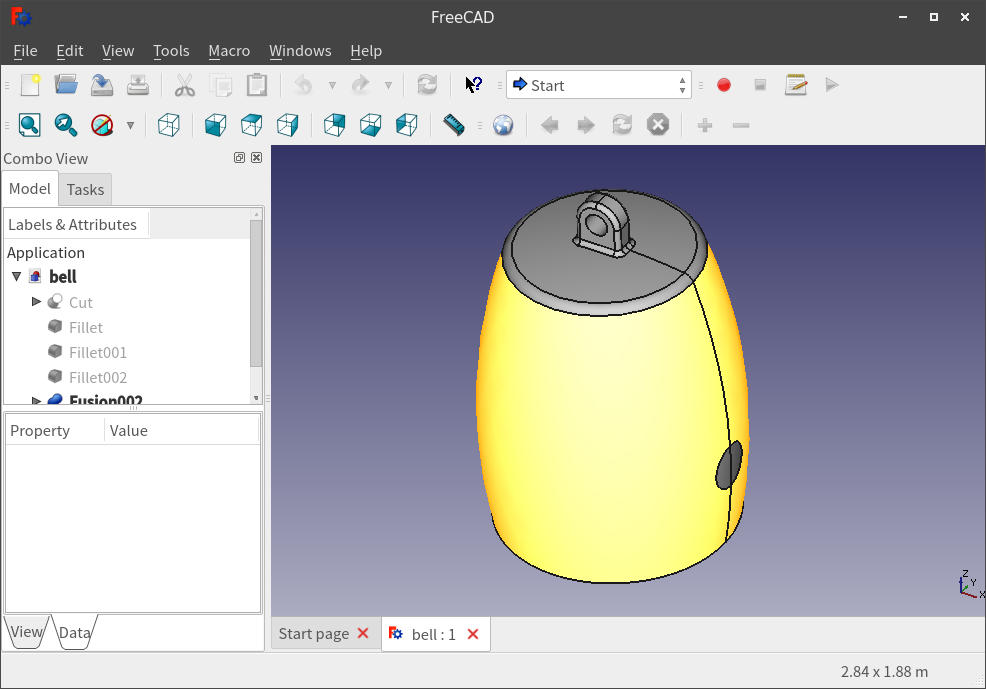 FreeCAD
File Edit View Tools Macro Windows Help
Start
Combo View
Model Tasks
Labels & Attributes
Application
bell
Cut
Fillet
Fillet001
Fillet002
Fusion002
Property Value
View Data
Z
Y
X
Start page bell : 1
2.84 x 1.88 m